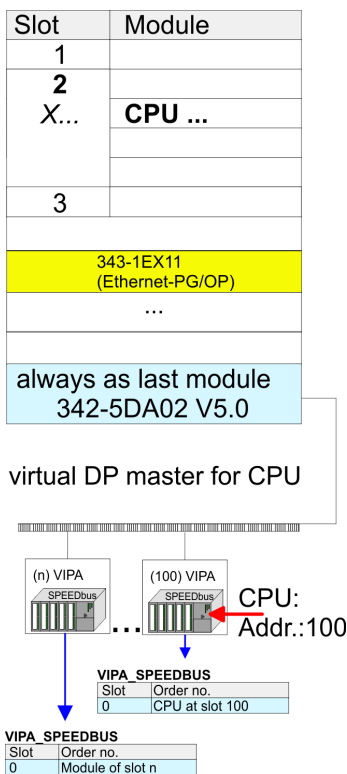 Slot Module
1
2
X... CPU ...
3
343-1EX11
(Ethernet-PG/OP)
...
always as last module
342-5DA02 V5.0
virtual DP master for CPU
(n) VIPA (100) VIPA
SPEEDbus SPEEDbus
CPU:
... Addr.:100
VIPA_SPEEDBUS
Slot Order no.
0 CPU at slot 100
VIPA_SPEEDBUS
Slot Order no.
0 Module of slot n